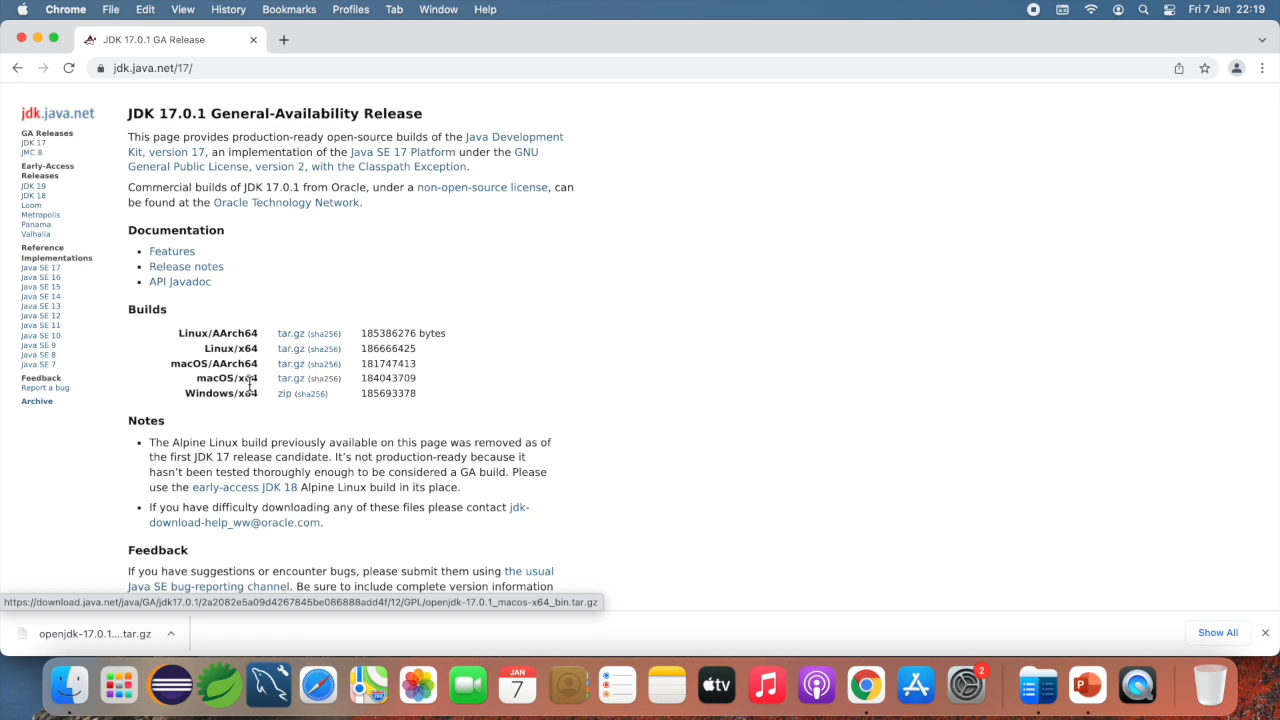 Chrome File Edit View History Bookmarks Profiles Tab Window Help Fri 7 Jan 22:19
JDK 17.0.1 GA Release
jdk.java.net/17/
jdk.java.net
GA Releases
JDK 17
JMC 8
Early-Access
Releases
JDK 19
JDK 18
Loom
Metropolis
Panama
Valhalla
Reference
Implementations
Java SE 17
Java SE 16
Java SE 15
Java SE 14
Java SE 13
Java SE 12
Java SE 11
Java SE 10
Java SE 9
Java SE 8
Java SE 7
Feedback
Report a bug
Archive
JDK 17.0.1 General-Availability Release
This page provides production-ready open-source builds of the Java Development
Kit, version 17, an implementation of the Java SE 17 Platform under the GNU
General Public License, version 2, with the Classpath Exception.
Commercial builds of JDK 17.0.1 from Oracle, under a non-open-source license, can
be found at the Oracle Technology Network.
Documentation
Features
Release notes
API Javadoc
Builds
Linux/AArch64 tar.gz (sha256) 185386276 bytes
Linux/x64 tar.gz (sha256) 186666425
macOS/AArch64 tar.gz (sha256) 181747413
macOS/x64 tar.gz (sha256) 184043709
Windows/x64 zip (sha256) 185693378
Notes
The Alpine Linux build previously available on this page was removed as of
the first JDK 17 release candidate. It's not production-ready because it
hasn't been tested thoroughly enough to be considered a GA build. Please
use the early-access JDK 18 Alpine Linux build in its place.
If you have difficulty downloading any of these files please contact jdk-
download-help_ww@oracle.com.
Feedback
If you have suggestions or encounter bugs, please submit them using the usual
Java SE bug-reporting channel. Be sure to include complete version information
https://download.java.net/java/GA/jdk17.0.1/2a2082e5a09d4267845be086888add4f/12/GPL/openjdk-17.0.1_macos-x64_bin.tar.gz
openjdk-17.0.1....tar.gz
Show All
JAN
7
tv
2
P